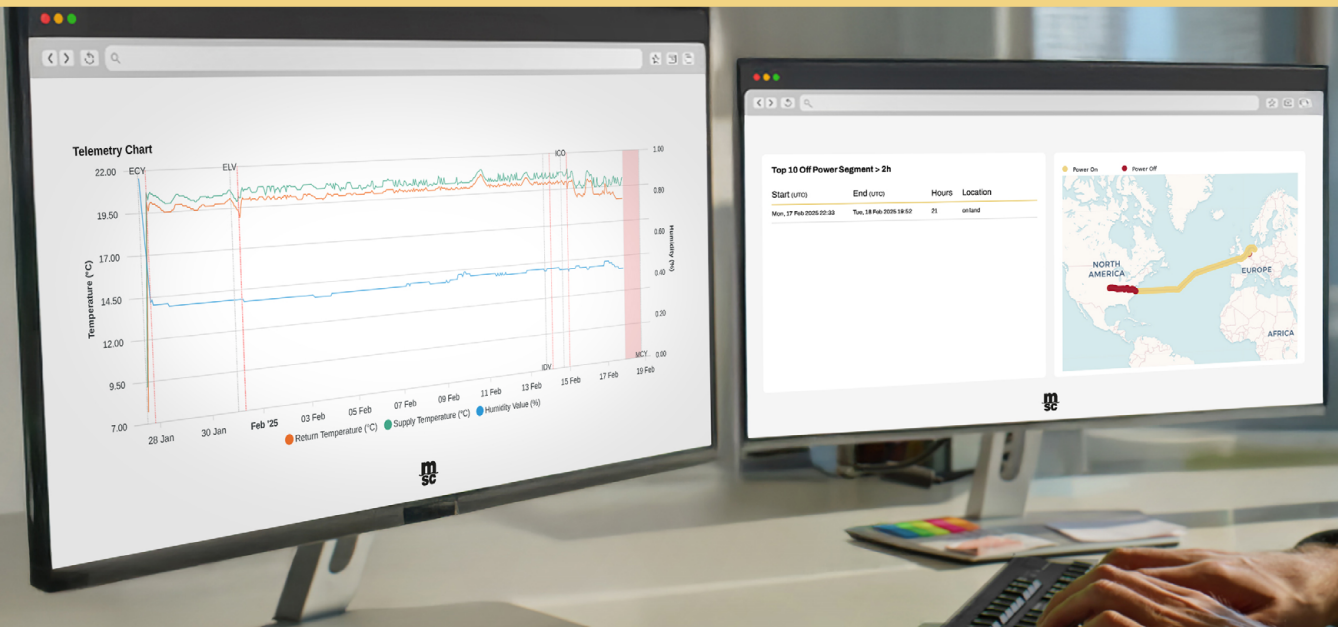 Telemetry Chart
ECY
ELV
ICO
22.00
19.50
17.00
14.50
12.00
9.50
7.00
Temperature (°C)
1.00
0.80
0.60
0.40
0.20
0.00
Humidity (%)
IDV
MCY
28 Jan
30 Jan
Feb '25
03 Feb
05 Feb
07 Feb
09 Feb
11 Feb
13 Feb
15 Feb
17 Feb
19 Feb
Return Temperature (°C)
Supply Temperature (°C)
Humidity Value (%)
m
sc
Top 10 Off Power Segment > 2h
Start (UTC) End (UTC) Hours Location
Mon, 17 Feb 2025 22:33 Tue, 18 Feb 2025 19:52 21 on land
Power On Power Off
NORTH
AMERICA
EUROPE
AFRICA
m
sc